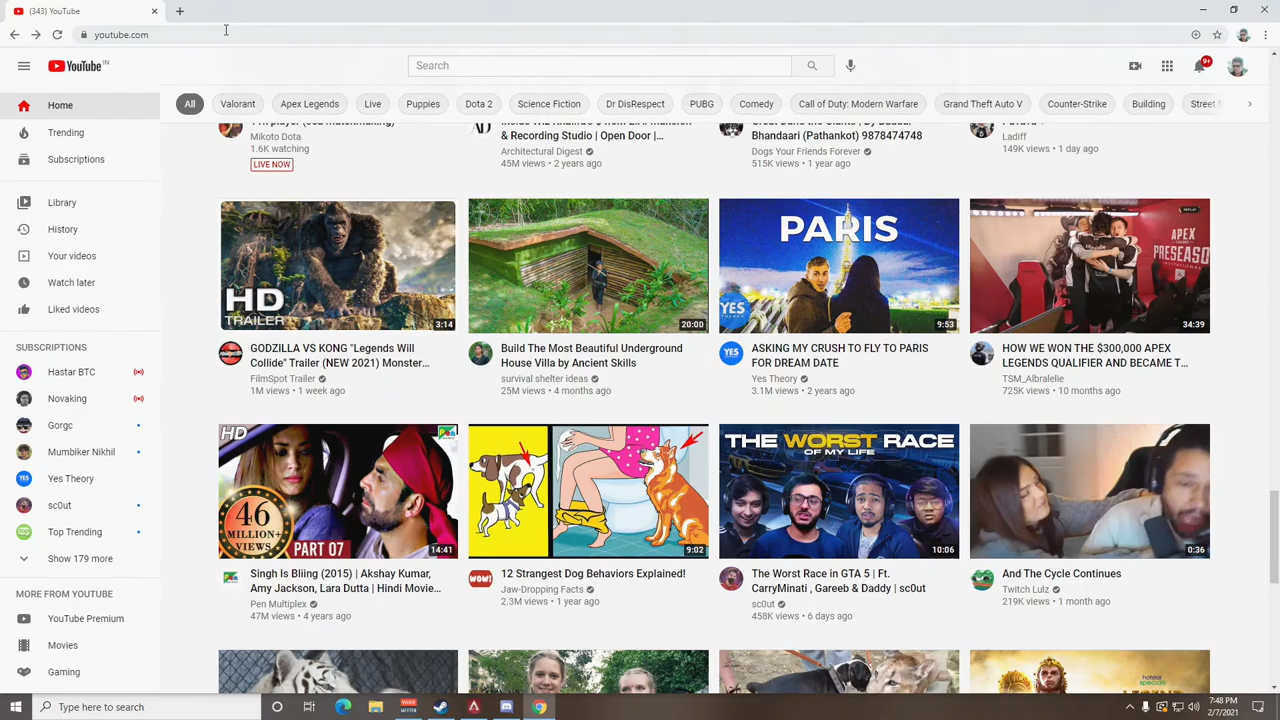 (343) YouTube
youtube.com
YouTube IN
Search
9+
Home
Trending
Subscriptions
Library
History
Your videos
Watch later
Liked videos
SUBSCRIPTIONS
Hastar BTC
Novaking
Gorgc
Mumbiker Nikhil
Yes Theory
sc0ut
Top Trending
Show 179 more
MORE FROM YOUTUBE
YouTube Premium
Movies
Gaming
All
Valorant
Apex Legends
Live
Puppies
Dota 2
Science Fiction
Dr DisRespect
PUBG
Comedy
Call of Duty: Modern Warfare
Grand Theft Auto V
Counter-Strike
Building
Mikoto Dota
1.6K watching
LIVE NOW
AD
& Recording Studio | Open Door |...
Architectural Digest
45M views • 2 years ago
Bhandaari (Pathankot) 9878474748
Dogs Your Friends Forever
515K views • 1 year ago
Ladiff
149K views • 1 day ago
HD
TRAILER
3:14
GODZILLA VS KONG "Legends Will
Collide" Trailer (NEW 2021) Monster...
FilmSpot Trailer
1M views • 1 week ago
20:00
Build The Most Beautiful Underground
House Villa by Ancient Skills
survival shelter ideas
25M views • 4 months ago
PARIS
YES
9:53
YES
ASKING MY CRUSH TO FLY TO PARIS
FOR DREAM DATE
Yes Theory
3.1M views • 2 years ago
REPLAY
APEX
PRESEASON
INVITATIONAL
34:39
HOW WE WON THE $300,000 APEX
LEGENDS QUALIFIER AND BECAME T...
TSM_Albralelie
725K views • 10 months ago
HD
46
MILLION+
VIEWS
PART 07
14:41
Singh Is Bliing (2015) | Akshay Kumar,
Amy Jackson, Lara Dutta | Hindi Movie...
Pen Multiplex
47M views • 4 years ago
9:02
WOW!
12 Strangest Dog Behaviors Explained!
Jaw-Dropping Facts
2.3M views • 1 year ago
THE WORST RACE
OF MY LIFE
10:06
The Worst Race in GTA 5 | Ft.
CarryMinati , Gareeb & Daddy | sc0ut
sc0ut
458K views • 6 days ago
0:36
And The Cycle Continues
Twitch Lulz
219K views • 1 month ago
hotstar
specials
Type here to search
7:48 PM
2/7/2021